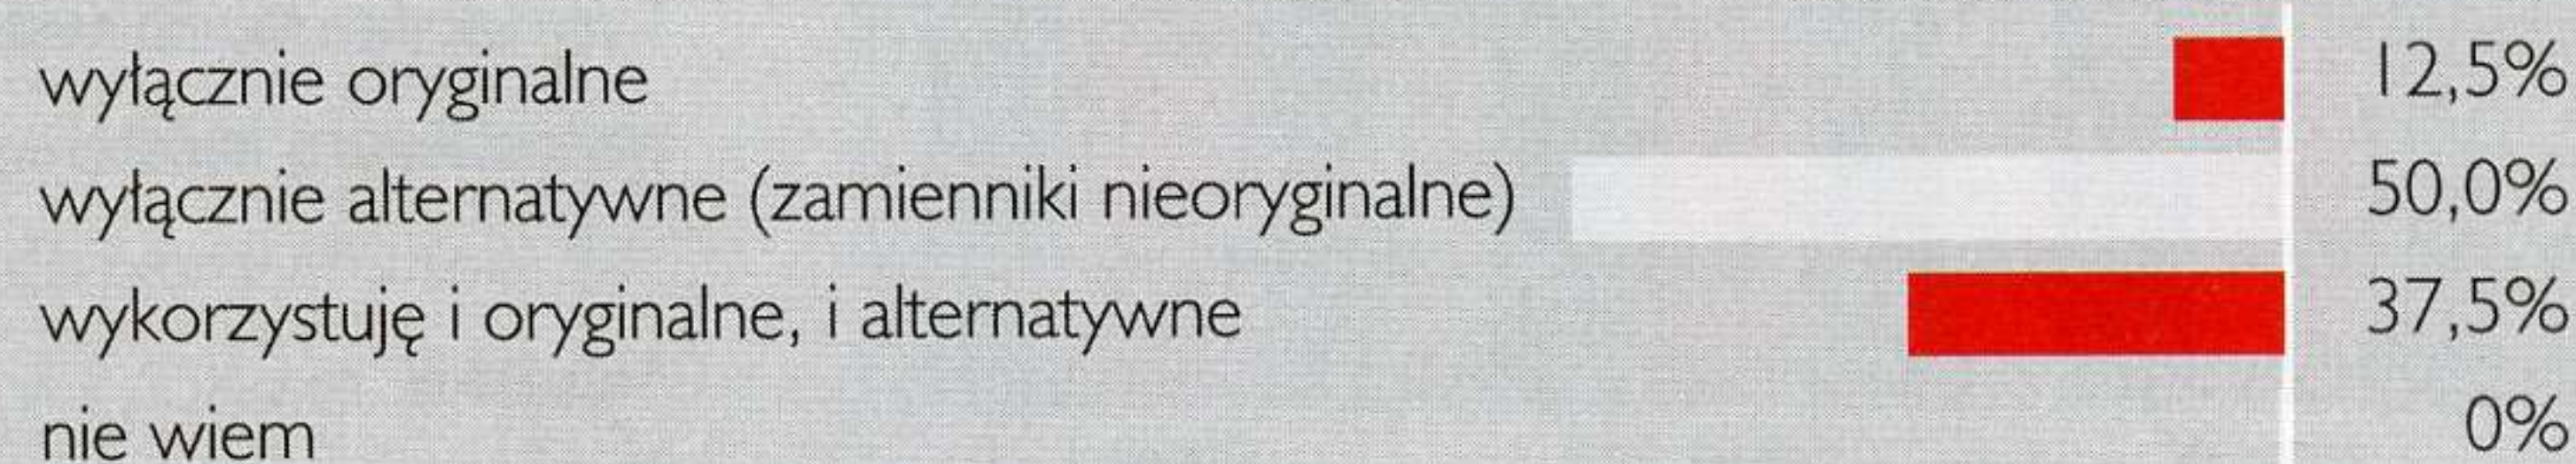 wyłącznie oryginalne 12,5%
wyłącznie alternatywne (zamienniki nieoryginalne) 50,0%
wykorzystuję i oryginalne, i alternatywne 37,5%
nie wiem 0%